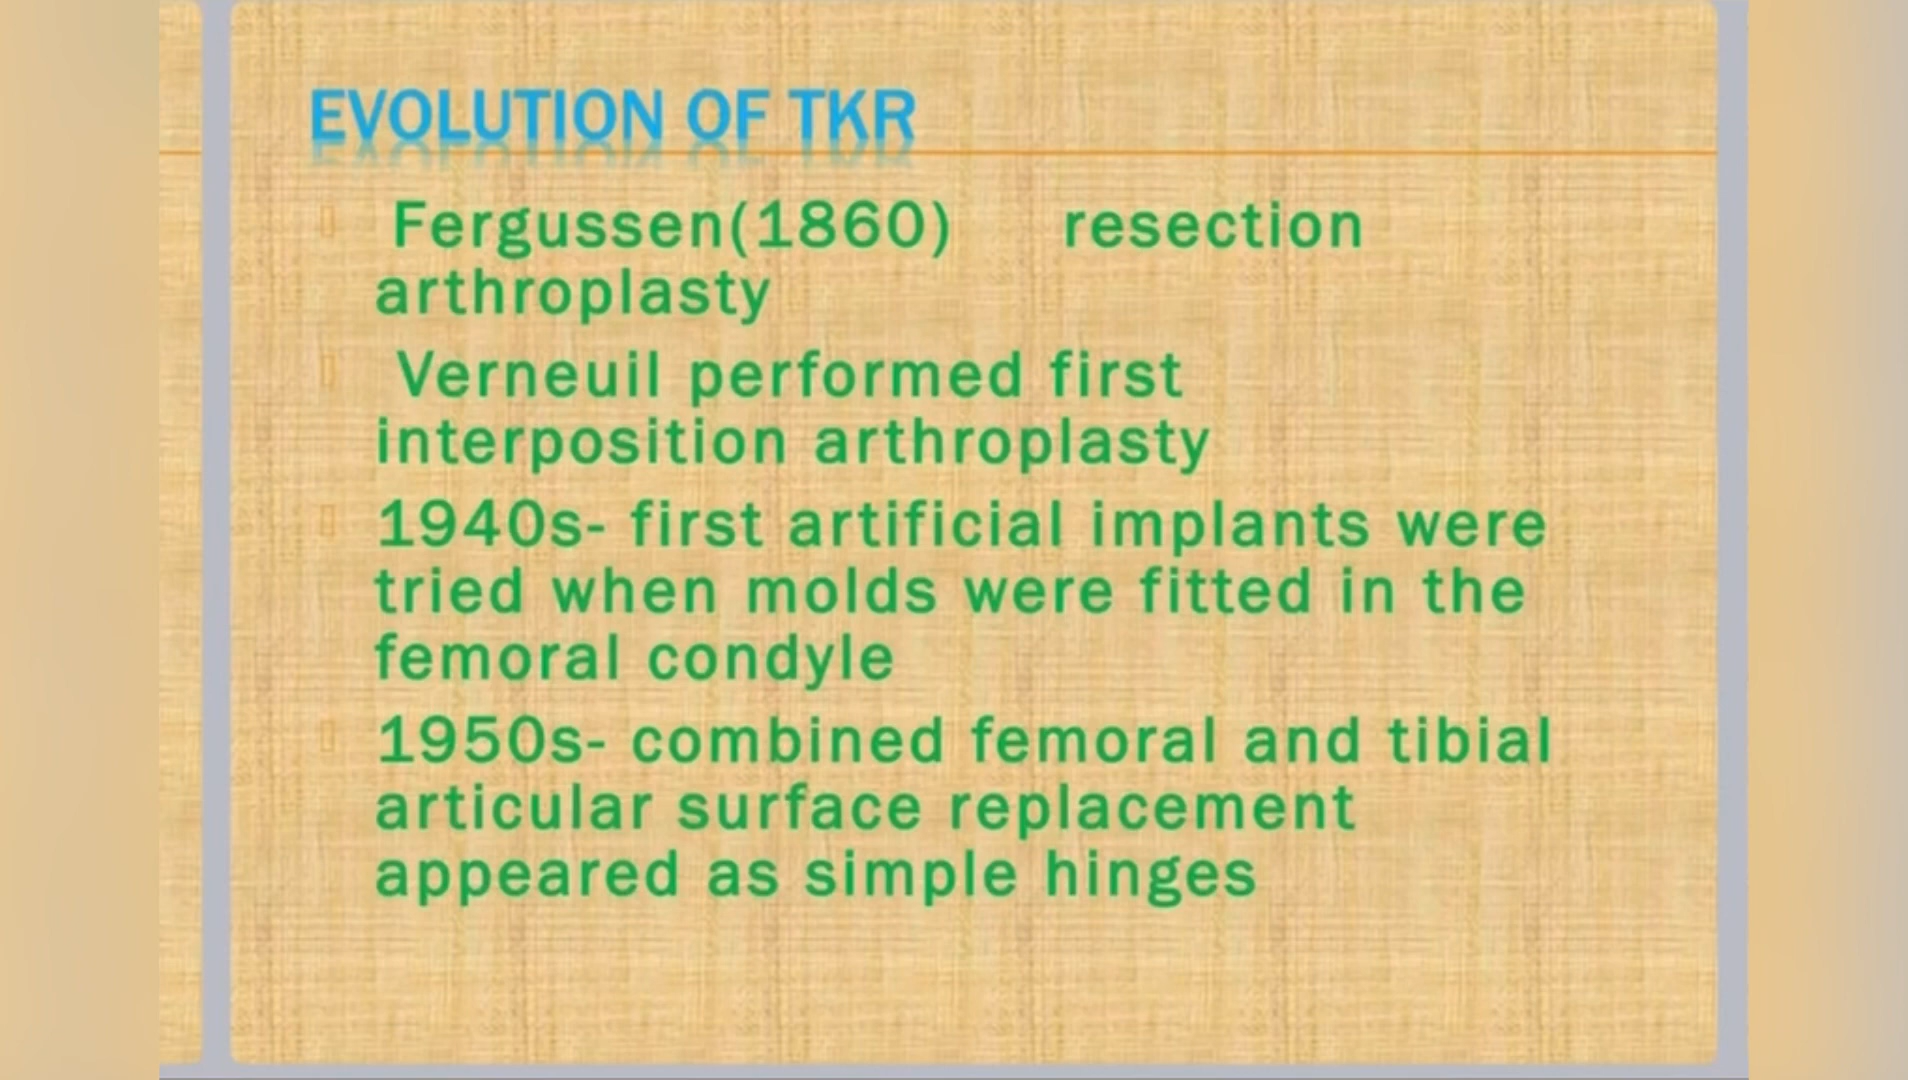 EVOLUTION OF TKR
Fergussen(1860) resection
arthroplasty
Verneuil performed first
interposition arthroplasty
1940s- first artificial implants were
tried when molds were fitted in the
femoral condyle
1950s- combined femoral and tibial
articular surface replacement
appeared as simple hinges